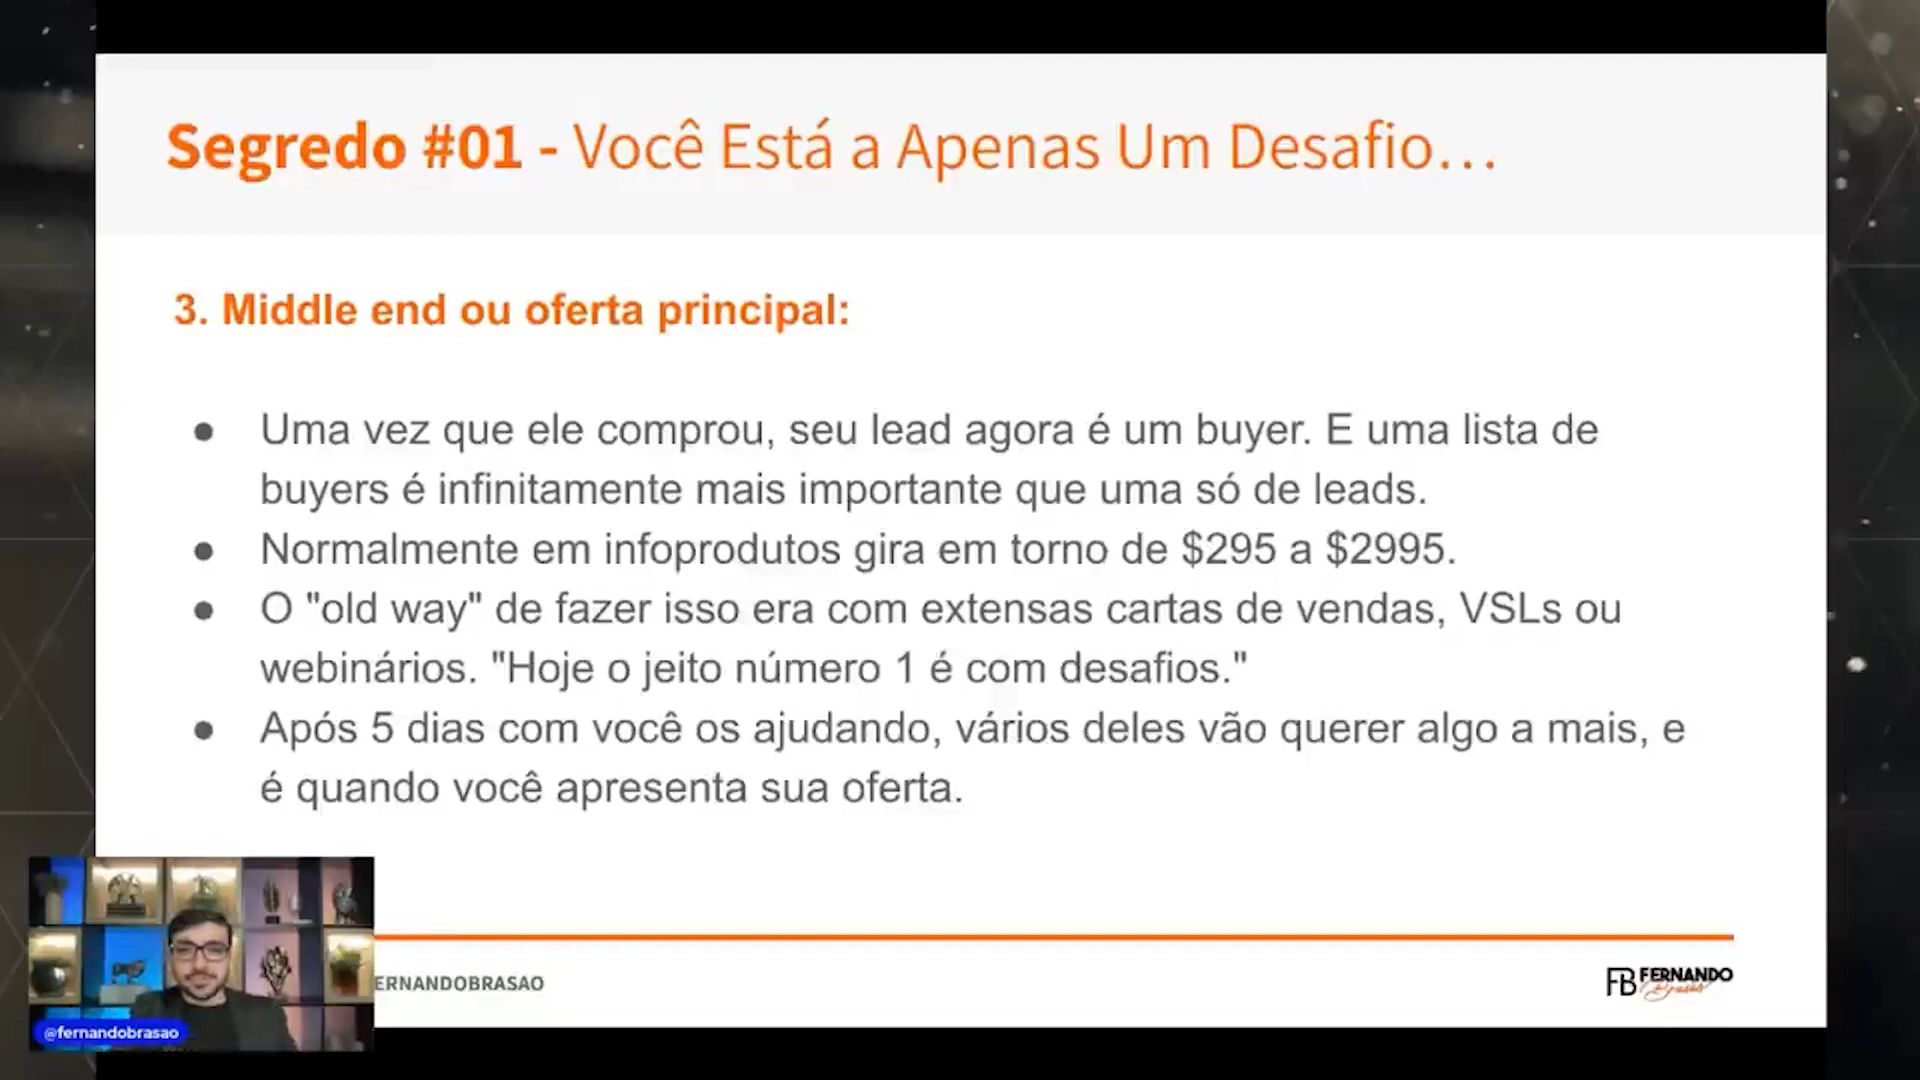 Segredo #01 - Você Está a Apenas Um Desafio...
3. Middle end ou oferta principal:
● Uma vez que ele comprou, seu lead agora é um buyer. E uma lista de
buyers é infinitamente mais importante que uma só de leads.
● Normalmente em infoprodutos gira em torno de $295 a $2995.
● O "old way" de fazer isso era com extensas cartas de vendas, VSLs ou
webinários. "Hoje o jeito número 1 é com desafios."
● Após 5 dias com você os ajudando, vários deles vão querer algo a mais, e
é quando você apresenta sua oferta.
ERNANDOBRASAO
FB FERNANDO
Brasão
@fernandobrasao